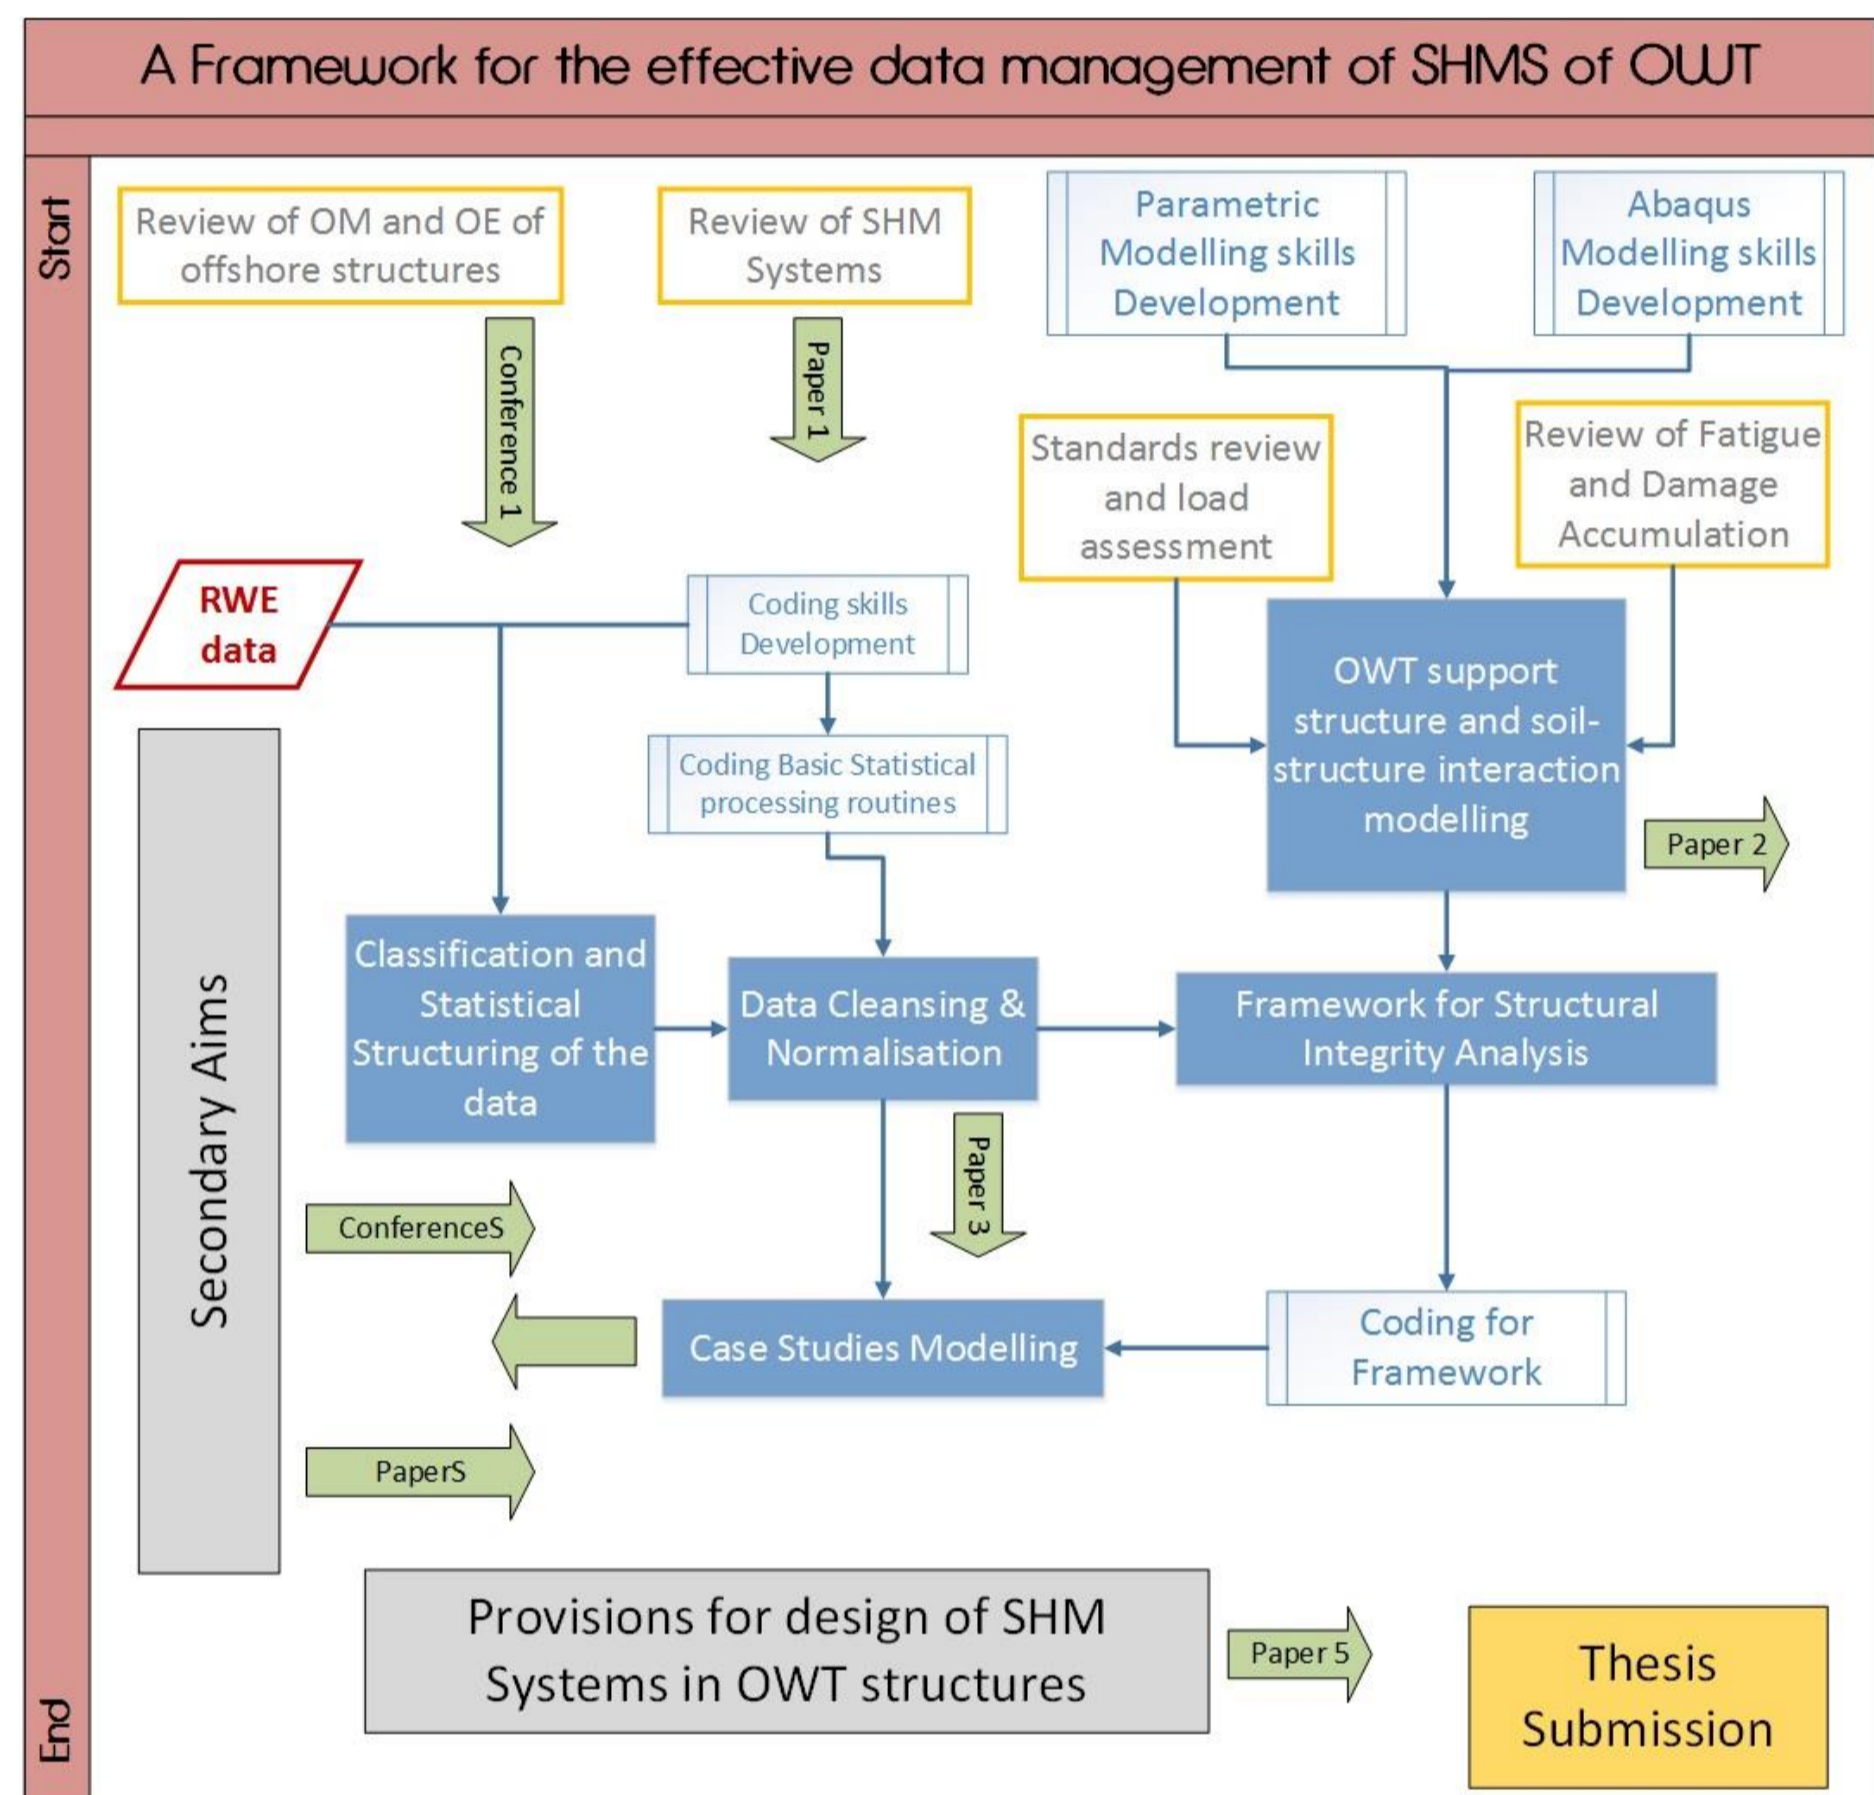 A Framework for the effective data management of SHMS of OWT
Start
Review of OM and OE of
offshore structures
Review of SHM
Systems
Parametric
Modelling skills
Development
Abaqus
Modelling skills
Development
Conference 1
Paper 1
Standards review
and load
assessment
Review of Fatigue
and Damage
Accumulation
RWE
data
Coding skills
Development
OWT support
structure and soil-
structure interaction
modelling
Coding Basic Statistical
processing routines
Paper 2
Secondary Aims
Classification and
Statistical
Structuring of the
data
Data Cleansing &
Normalisation
Framework for Structural
Integrity Analysis
Paper 3
ConferenceS
Case Studies Modelling
Coding for
Framework
PaperS
Provisions for design of SHM
Systems in OWT structures
Paper 5
Thesis
Submission
End